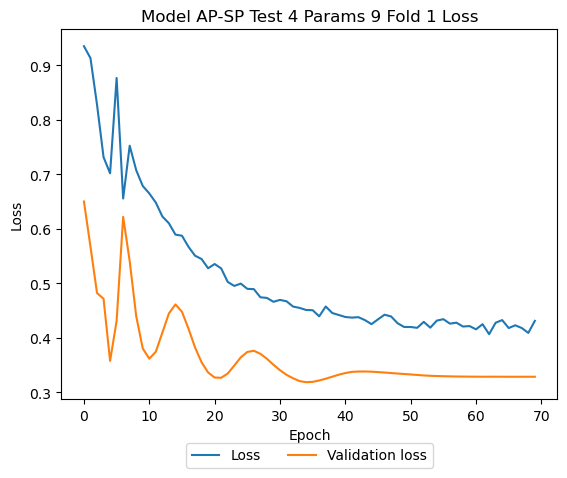 Model AP-SP Test 4 Params 9 Fold 1 Loss
Loss
0.9
0.8
0.7
0.6
0.5
0.4
0.3
0 10 20 30 40 50 60 70
Epoch
Loss Validation loss